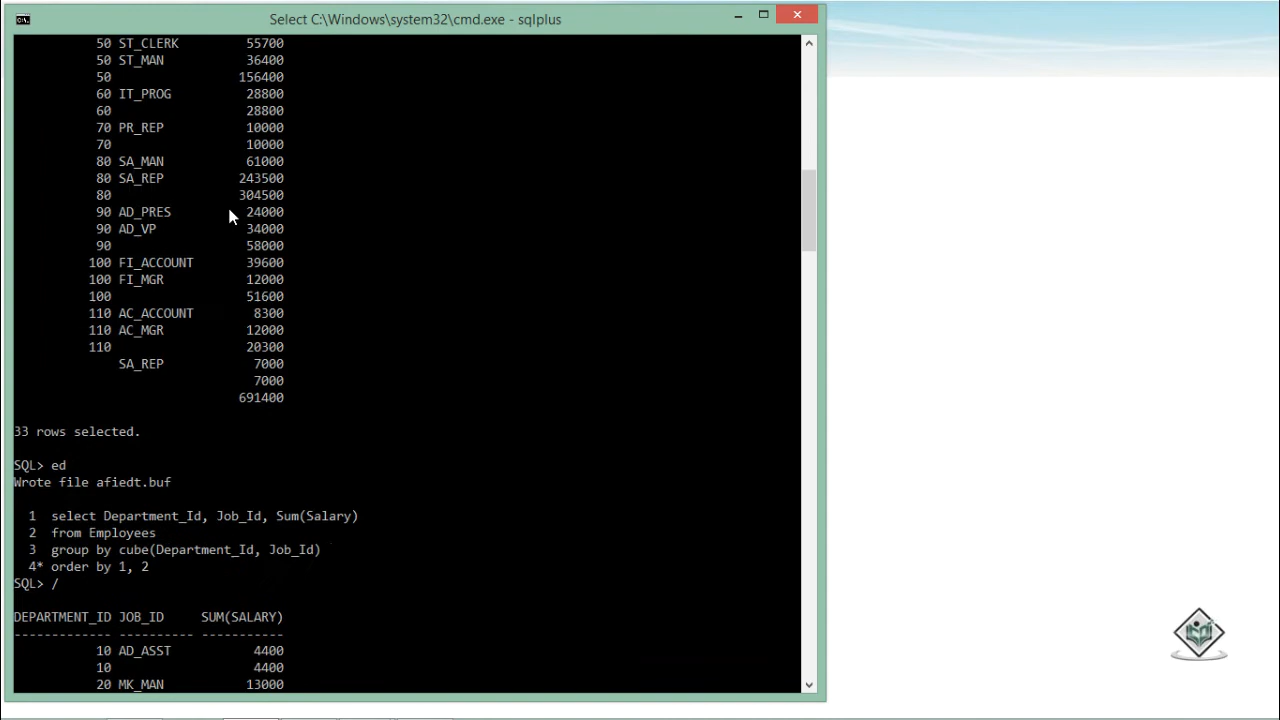 Select C:\Windows\system32\cmd.exe - sqlplus
50 ST_CLERK 55700
50 ST_MAN 36400
50 156400
60 IT_PROG 28800
60 28800
70 PR_REP 10000
70 10000
80 SA_MAN 61000
80 SA_REP 243500
80 304500
90 AD_PRES 24000
90 AD_VP 34000
90 58000
100 FI_ACCOUNT 39600
100 FI_MGR 12000
100 51600
110 AC_ACCOUNT 8300
110 AC_MGR 12000
110 20300
SA_REP 7000
7000
691400
33 rows selected.
SQL> ed
Wrote file afiedt.buf
1 select Department_Id, Job_Id, Sum(Salary)
2 from Employees
3 group by cube(Department_Id, Job_Id)
4* order by 1, 2
SQL> /
DEPARTMENT_ID JOB_ID SUM(SALARY)
------------- ---------- -----------
10 AD_ASST 4400
10 4400
20 MK_MAN 13000